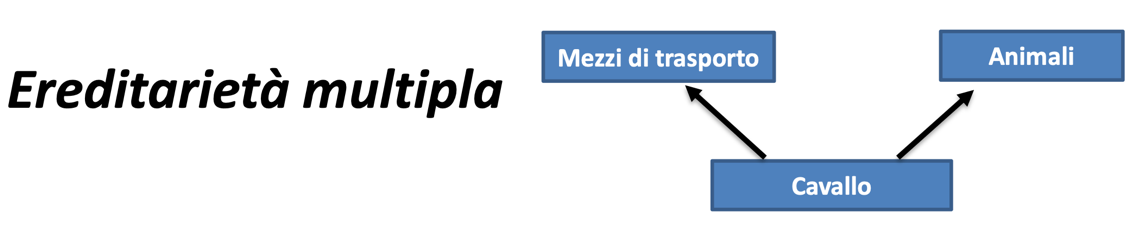 Ereditarietà multipla
Mezzi di trasporto
Animali
Cavallo